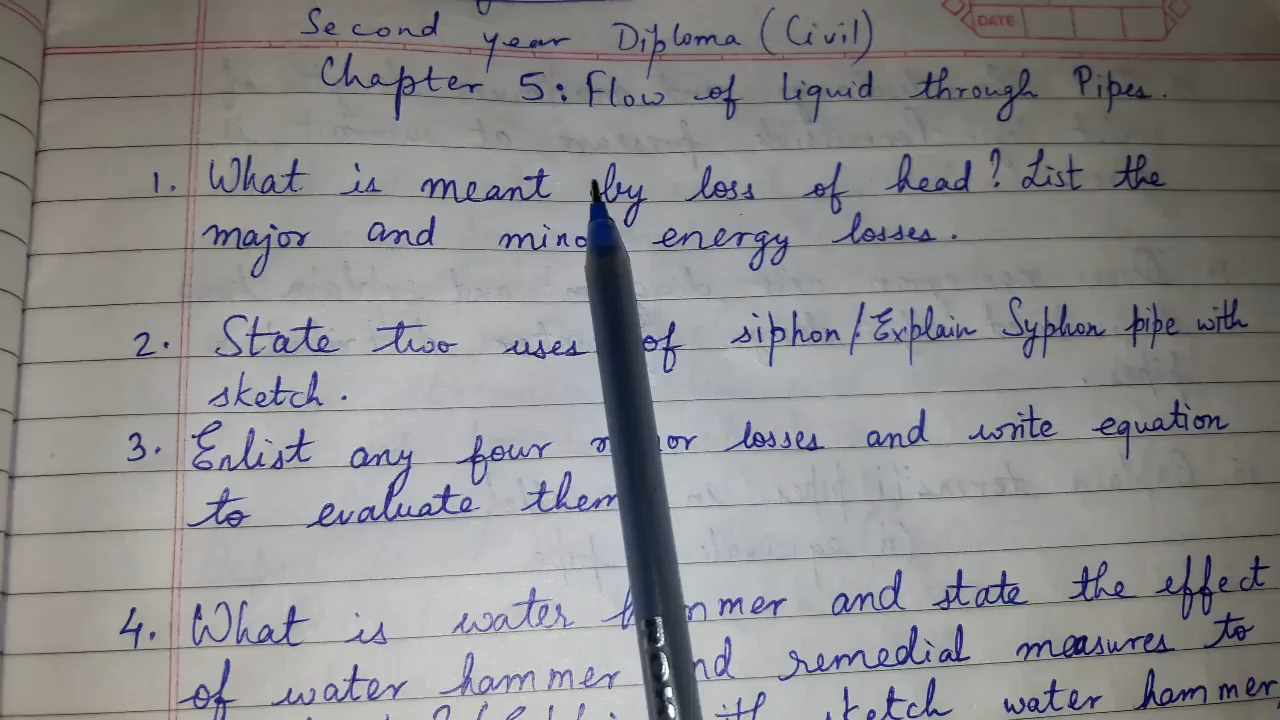 DATE
Second year Diploma (Civil)
Chapter 5: Flow of liquid through Pipes.
1. What is meant by loss of head? List the
major and mino energy losses.
2. State two uses of siphon/Explain Syphon pipe with
sketch.
3. Enlist any four or losses and write equation
to evaluate them
4. What is water h mmer and state the effect
of water hammer nd remedial measures to
sketch water hammer